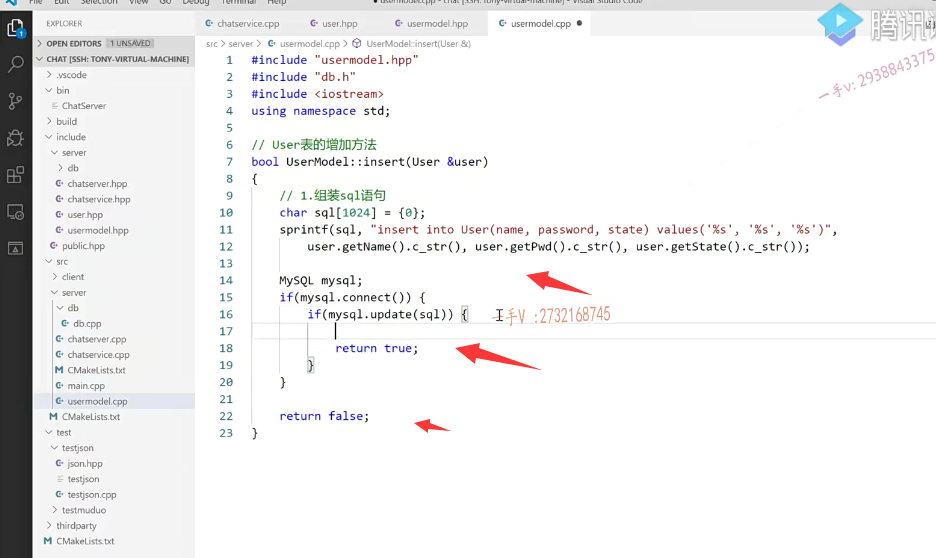 File Edit Selection View Go Debug Terminal Help
usermodel.cpp - chat [SSH: Tony-virtual-machine] - Visual Studio Code
EXPLORER
OPEN EDITORS 1 UNSAVED
CHAT [SSH: TONY-VIRTUAL-MACHINE]
.vscode
bin
ChatServer
build
include
server
db
chatserver.hpp
chatservice.hpp
user.hpp
usermodel.hpp
public.hpp
src
client
server
db
db.cpp
chatserver.cpp
chatservice.cpp
CMakeLists.txt
main.cpp
usermodel.cpp
CMakeLists.txt
test
testjson
json.hpp
testjson
testjson.cpp
testmuduo
thirdparty
CMakeLists.txt
chatservice.cpp user.hpp usermodel.hpp usermodel.cpp
src > server > usermodel.cpp > UserModel::insert(User &)
1 #include "usermodel.hpp"
2 #include "db.h"
3 #include <iostream>
4 using namespace std;
5
6 // User表的增加方法
7 bool UserModel::insert(User &user)
8 {
9 // 1.组装sql语句
10 char sql[1024] = {0};
11 sprintf(sql, "insert into User(name, password, state) values('%s', '%s', '%s')",
12 user.getName().c_str(), user.getPwd().c_str(), user.getState().c_str());
13
14 MySQL mysql;
15 if(mysql.connect()) {
16 if(mysql.update(sql)) {
17
18 return true;
19 }
20 }
21
22 return false;
23 }
一手V :2732168745
腾讯
一手v: 2938843375